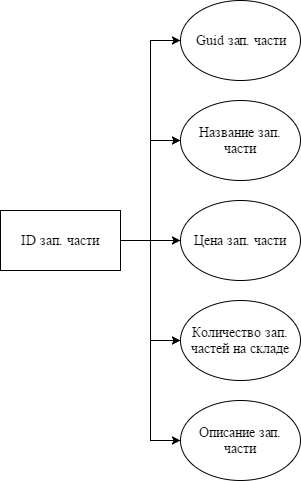 Guid зап. части
Название зап.
части
ID зап. части
Цена зап. части
Количество зап.
частей на складе
Описание зап.
части